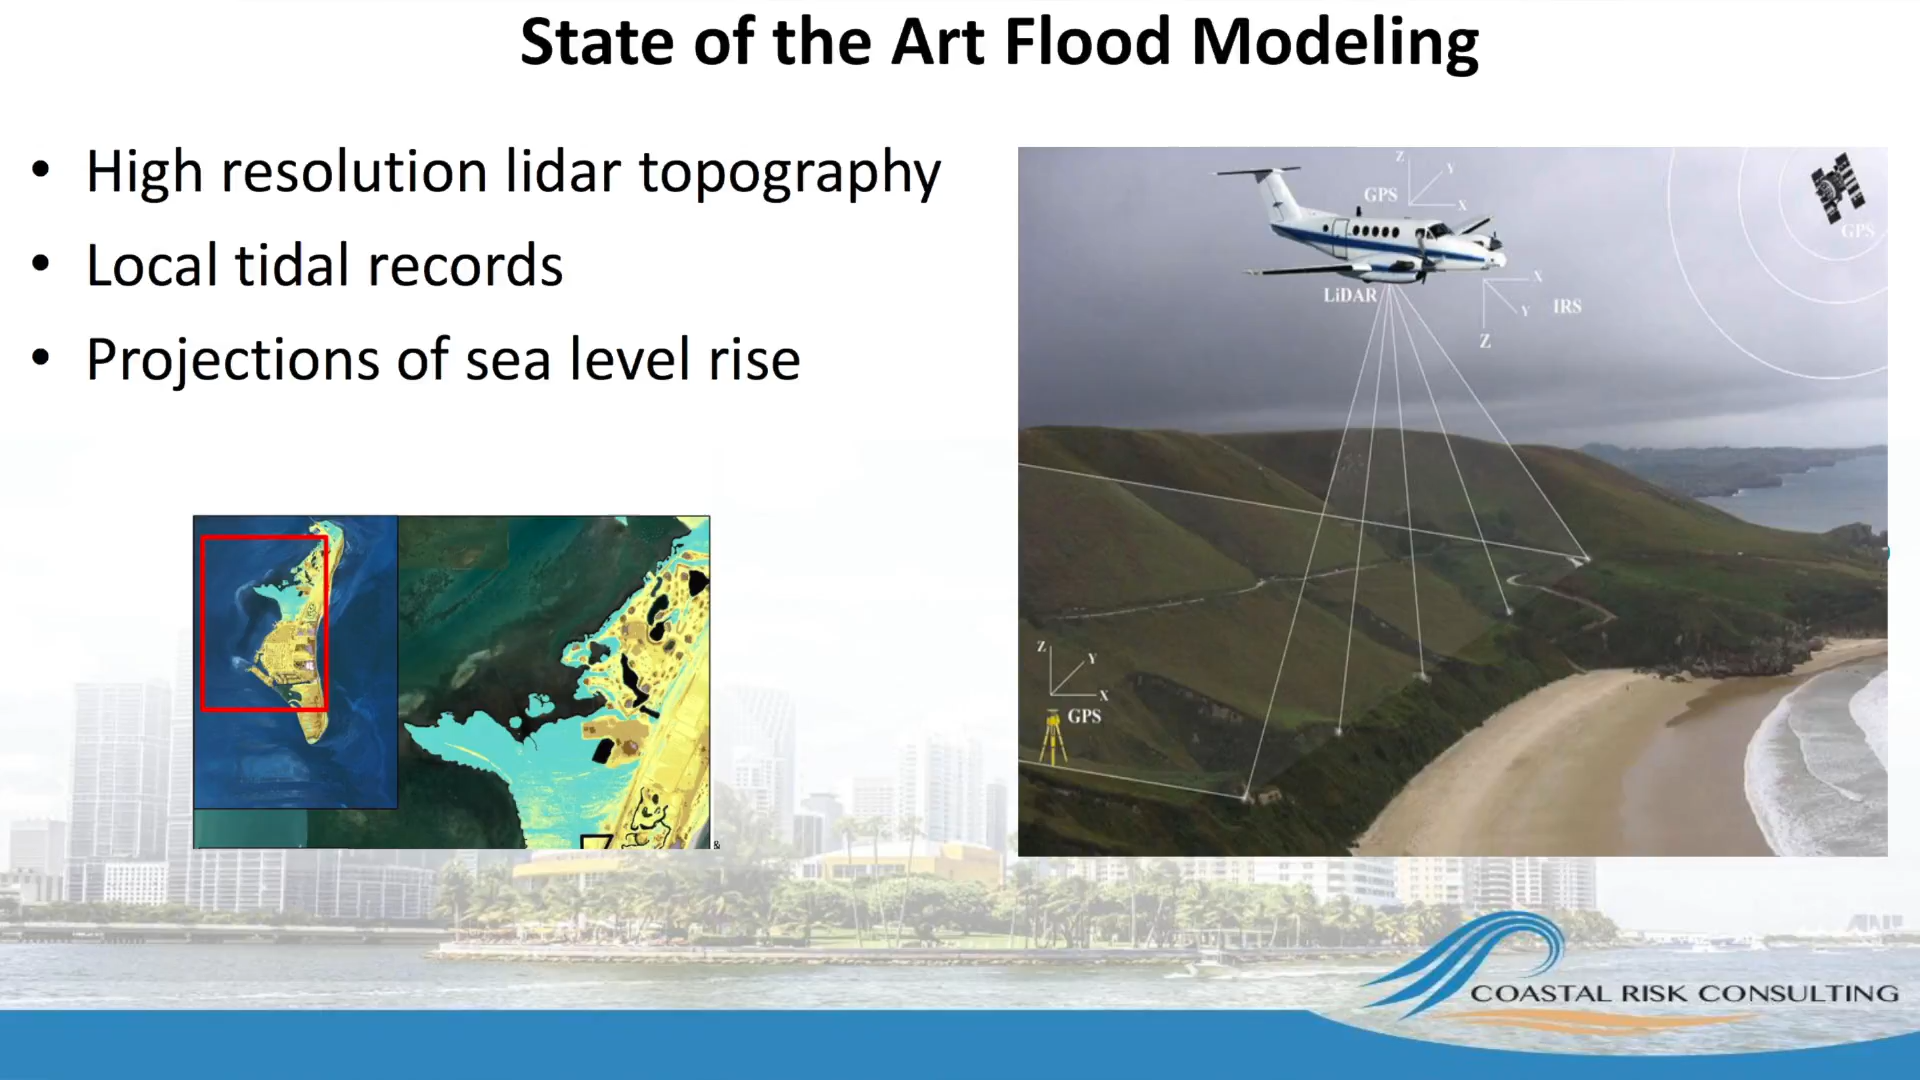 State of the Art Flood Modeling
• High resolution lidar topography
• Local tidal records
• Projections of sea level rise
Z
Y
GPS
X
GPS
LiDAR
X
Y
IRS
Z
Z
Y
X
GPS
&
COASTAL RISK CONSULTING